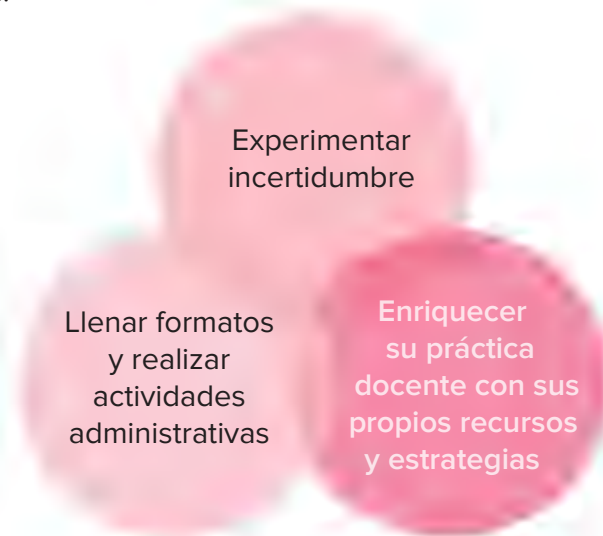 Experimentar
incertidumbre
Llenar formatos
y realizar
actividades
administrativas
Enriquecer
su práctica
docente con sus
propios recursos
y estrategias